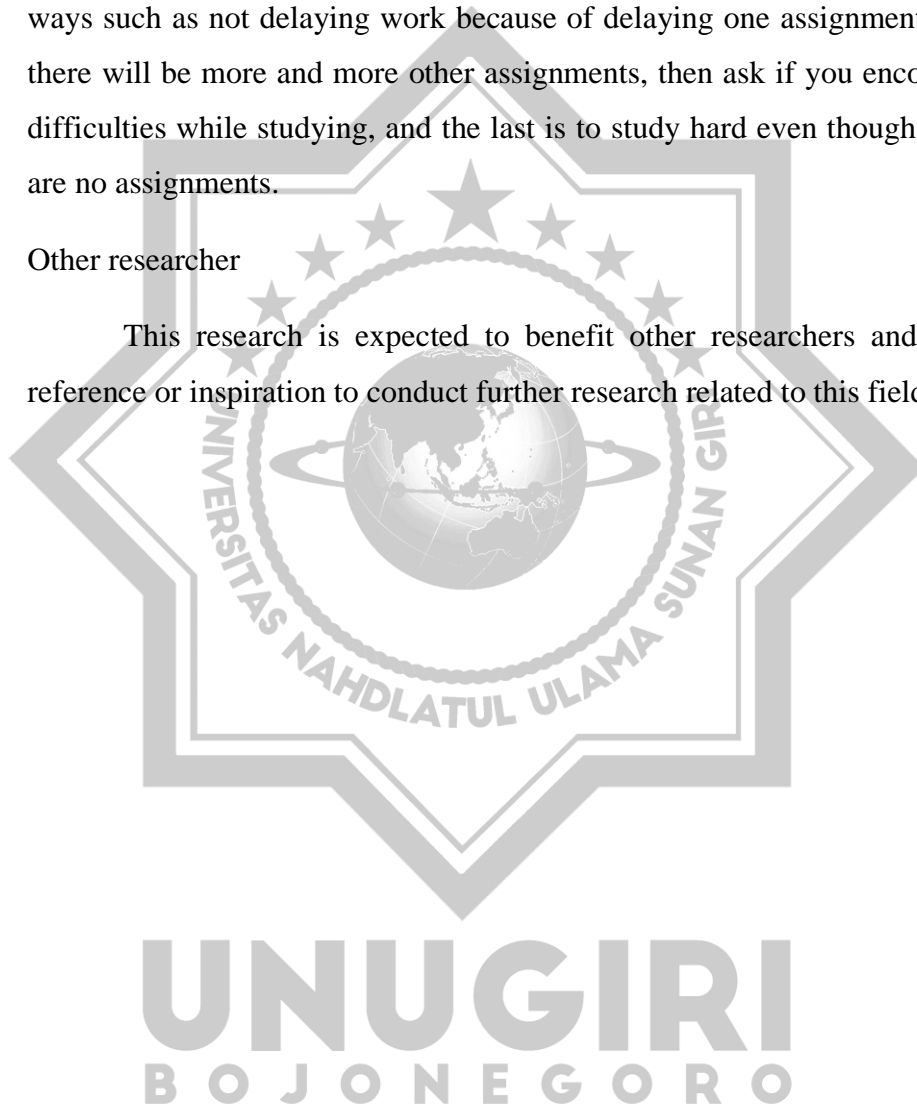 ways such as not delaying work because of delaying one assignment
there will be more and more other assignments, then ask if you enco
difficulties while studying, and the last is to study hard even though
are no assignments.
Other researcher
This research is expected to benefit other researchers and
reference or inspiration to conduct further research related to this field
UNIVERSITAS NAHDLATUL ULAMA SUNAN GIRI
UNUGIRI
BOJONEGORO